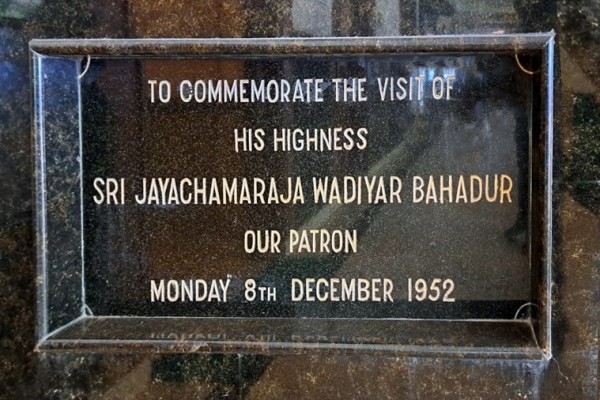 TO COMMEMORATE THE VISIT OF
HIS HIGHNESS
SRI JAYACHAMARAJA WADIYAR BAHADUR
OUR PATRON
MONDAY 8TH DECEMBER 1952